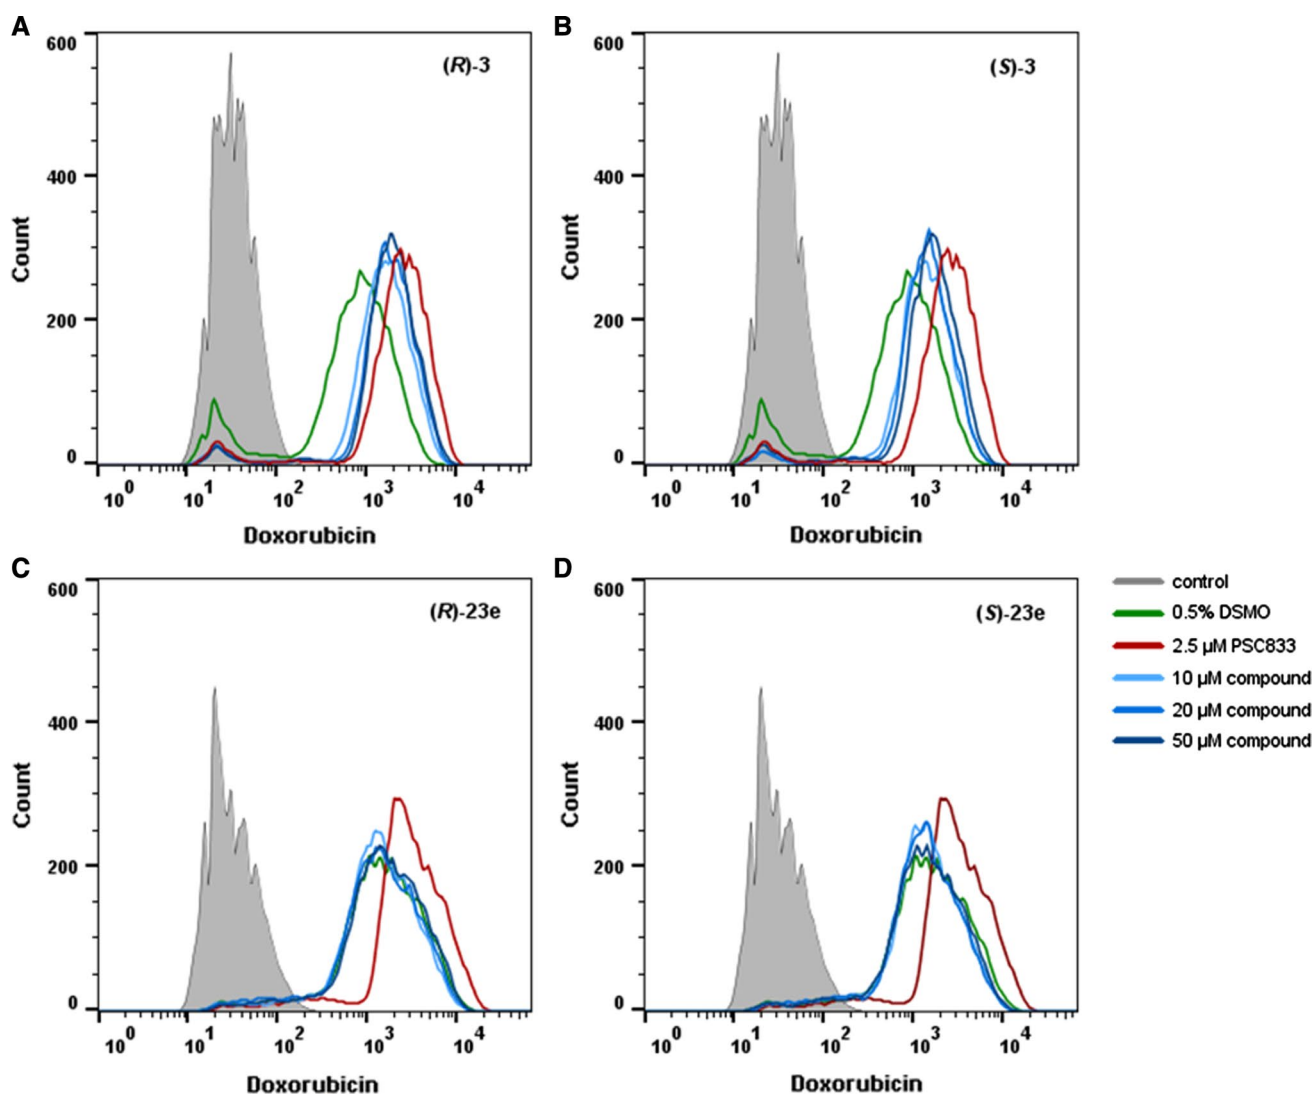 A
B
600
400
200
0
Count
(R)-3
10^0 10^1 10^2 10^3 10^4
Doxorubicin
600
400
200
0
Count
(S)-3
10^0 10^1 10^2 10^3 10^4
Doxorubicin
C
D
600
400
200
0
Count
(R)-23e
10^0 10^1 10^2 10^3 10^4
Doxorubicin
600
400
200
0
Count
(S)-23e
10^0 10^1 10^2 10^3 10^4
Doxorubicin
control
0.5% DSMO
2.5 µM PSC833
10 µM compound
20 µM compound
50 µM compound